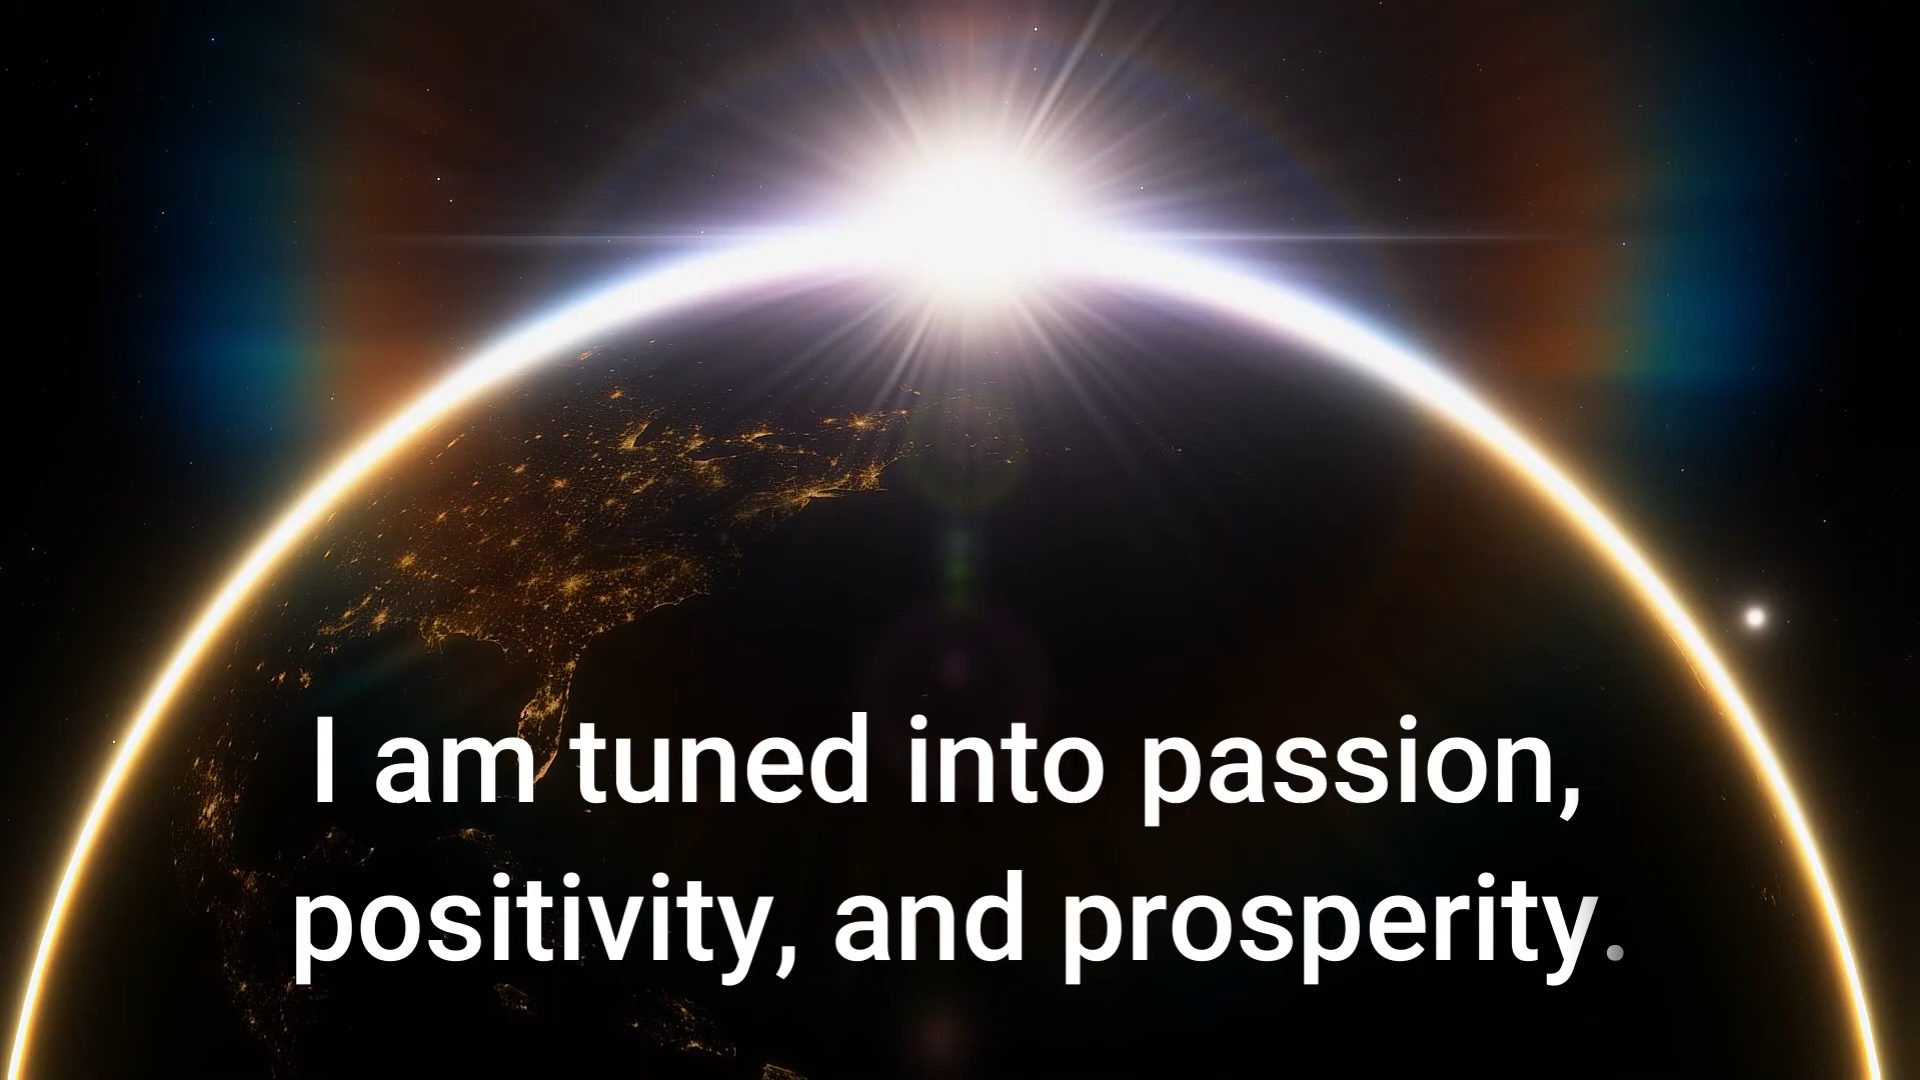 I am tuned into passion,
positivity, and prosperity.